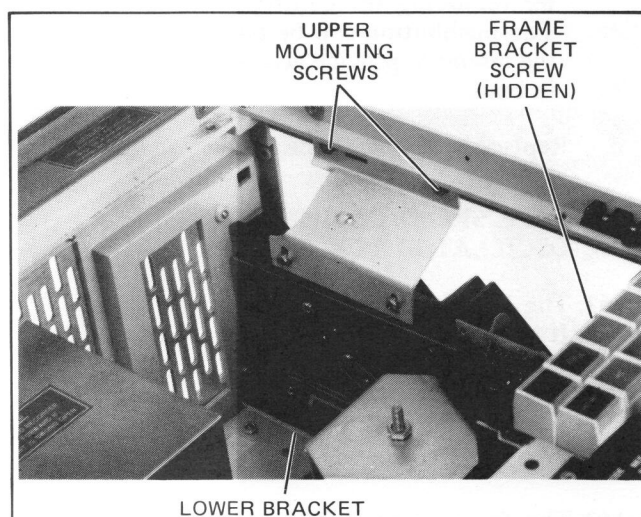 UPPER
MOUNTING
SCREWS
FRAME
BRACKET
SCREW
(HIDDEN)
LOWER BRACKET